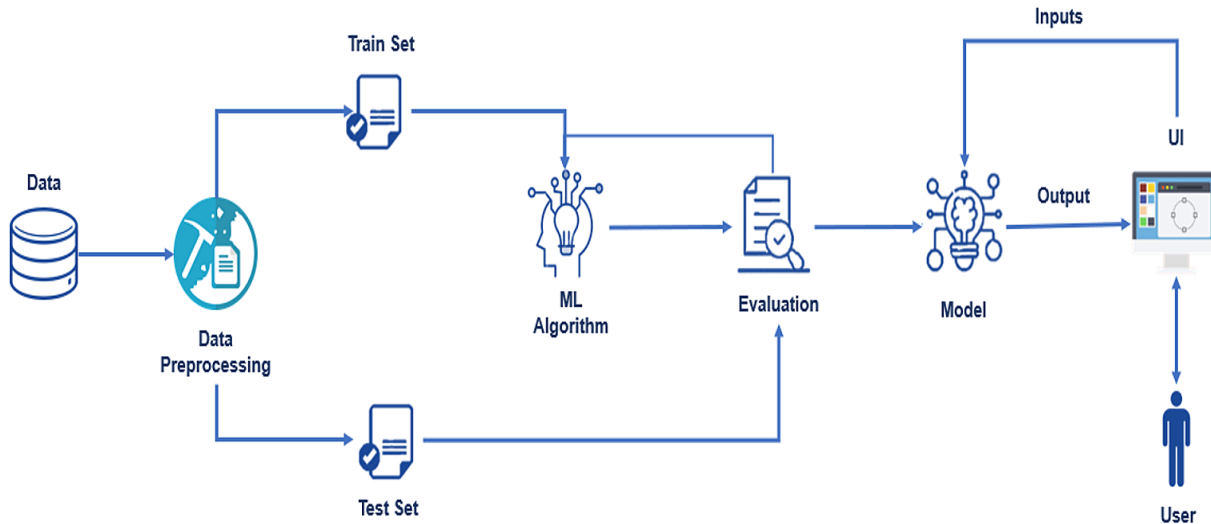 Inputs
Train Set
UI
Data
Output
ML
Algorithm
Evaluation
Model
Data
Preprocessing
Test Set
User